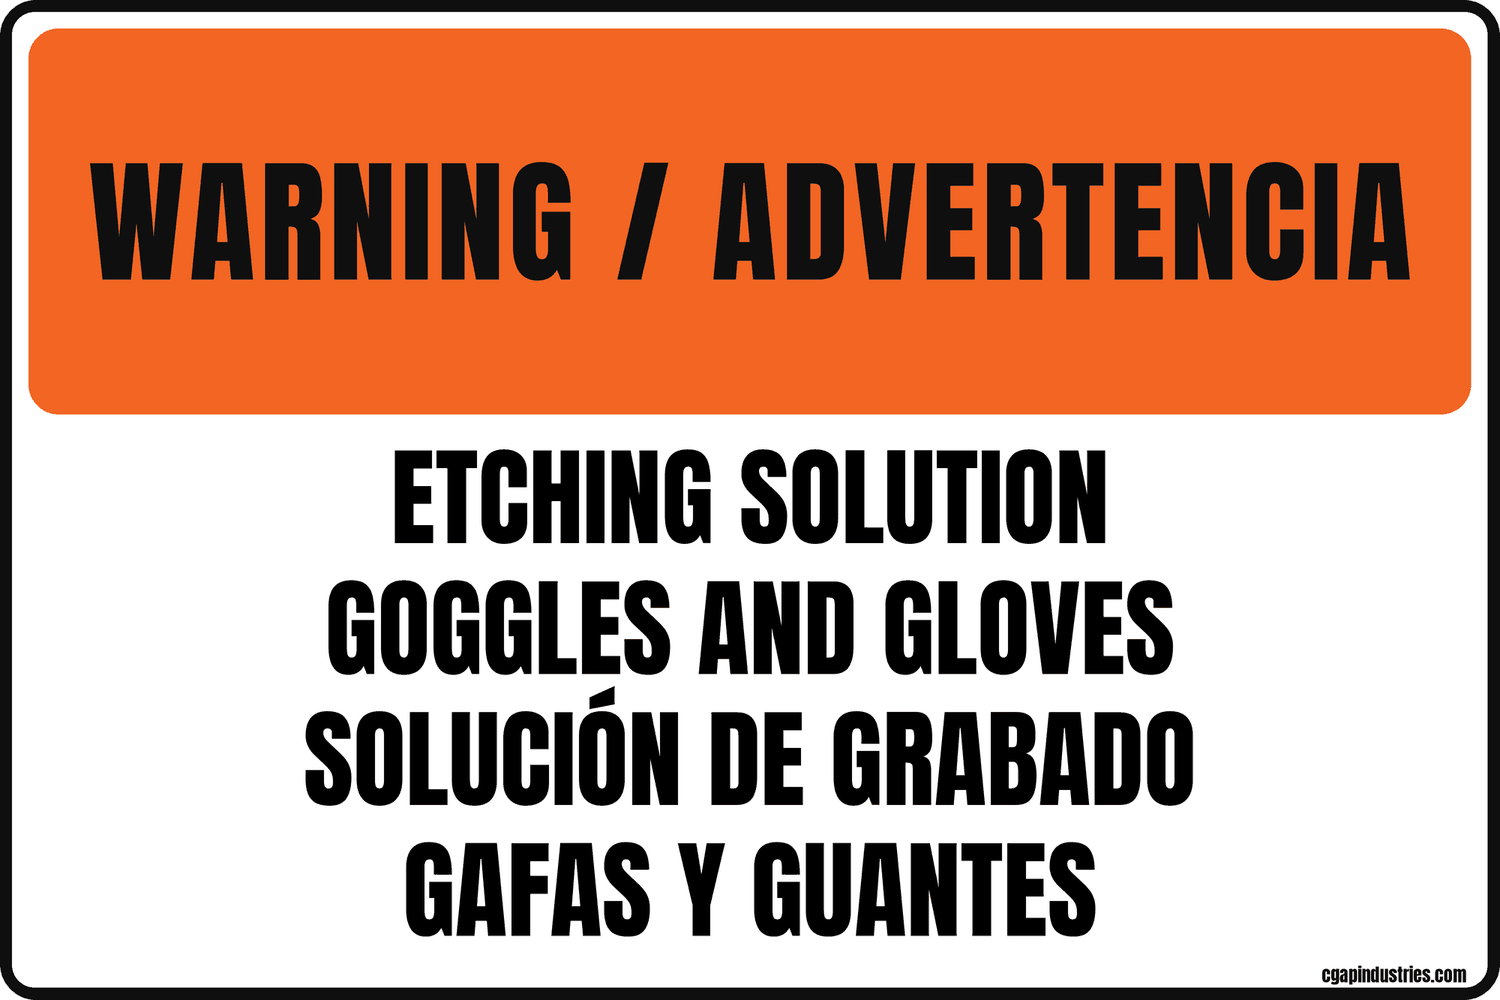 WARNING / ADVERTENCIA
ETCHING SOLUTION
GOGGLES AND GLOVES
SOLUCIÓN DE GRABADO
GAFAS Y GUANTES
cgapindustries.com